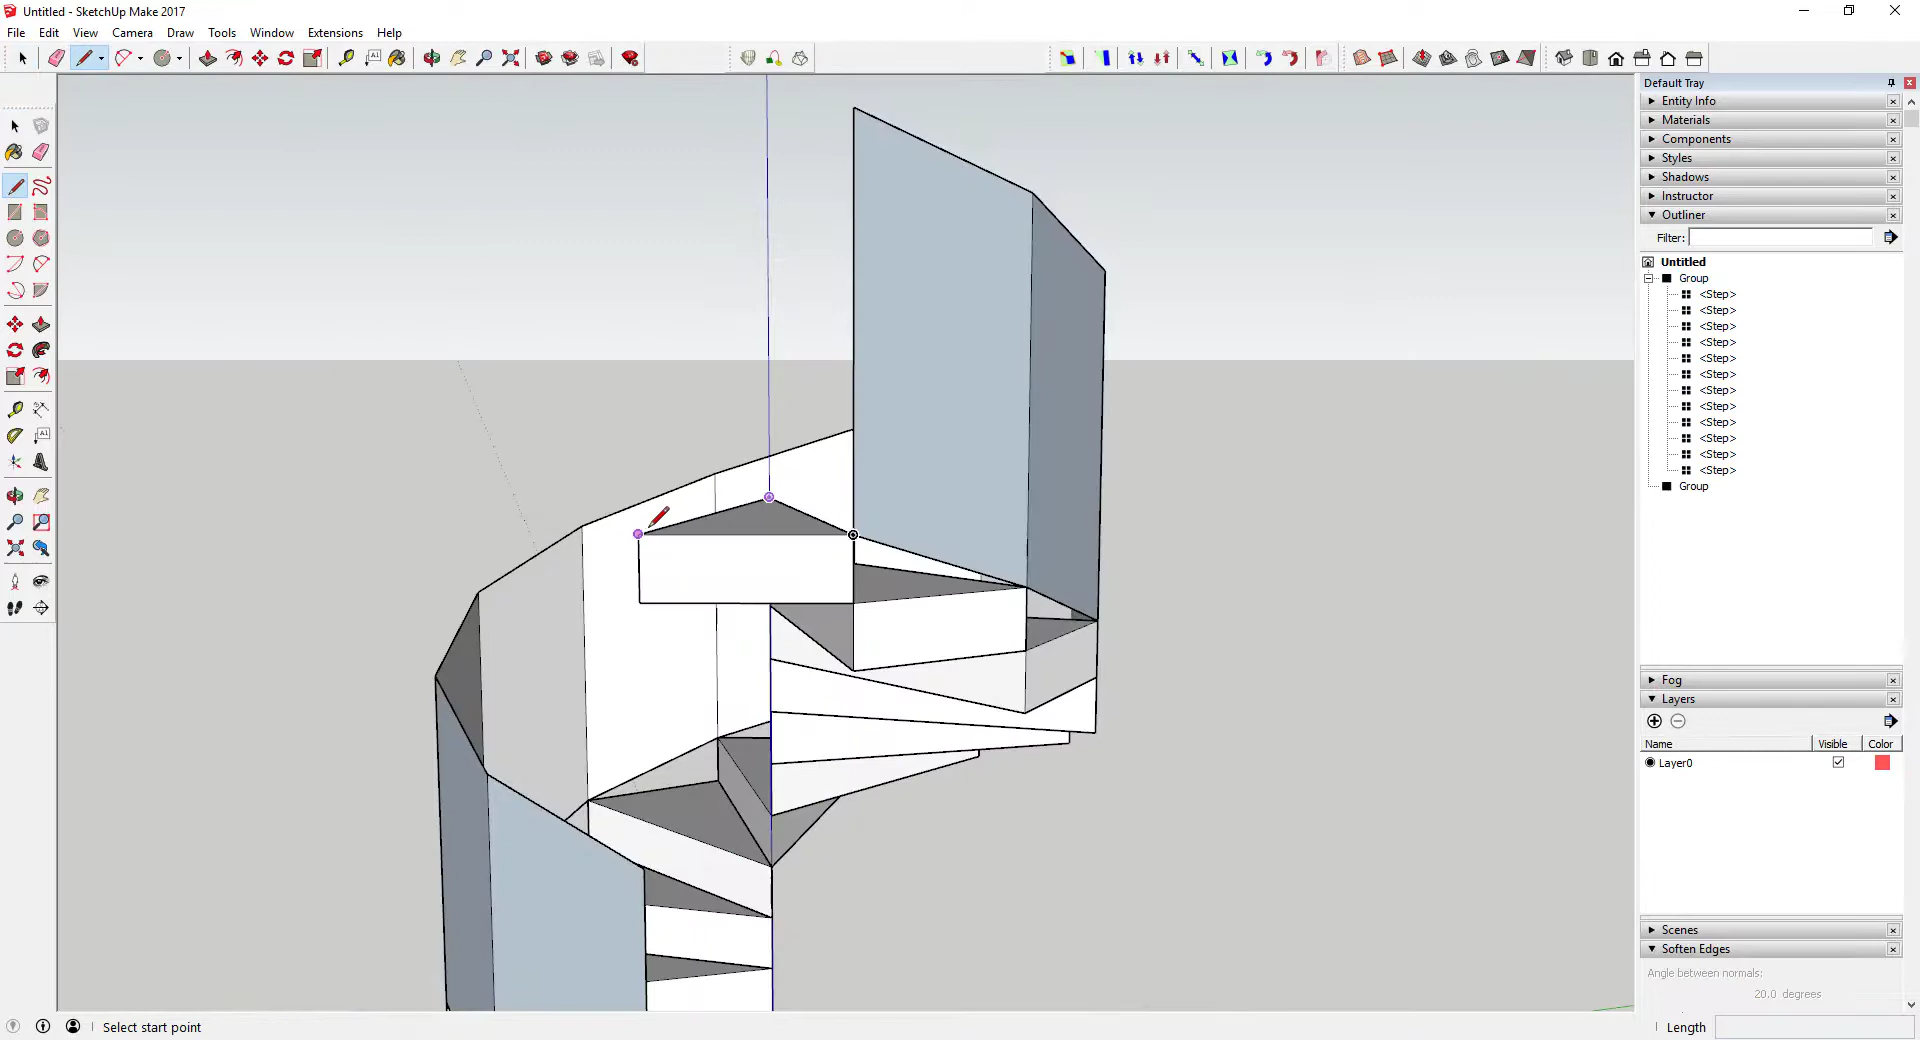 Untitled - SketchUp Make 2017
File Edit View Camera Draw Tools Window Extensions Help
Default Tray
Entity Info
Materials
Components
Styles
Shadows
Instructor
Outliner
Filter:
Untitled
Group
<Step>
<Step>
<Step>
<Step>
<Step>
<Step>
<Step>
<Step>
<Step>
<Step>
<Step>
<Step>
Group
Fog
Layers
Name Visible Color
Layer0
Scenes
Soften Edges
Angle between normals:
20.0 degrees
Select start point
Length